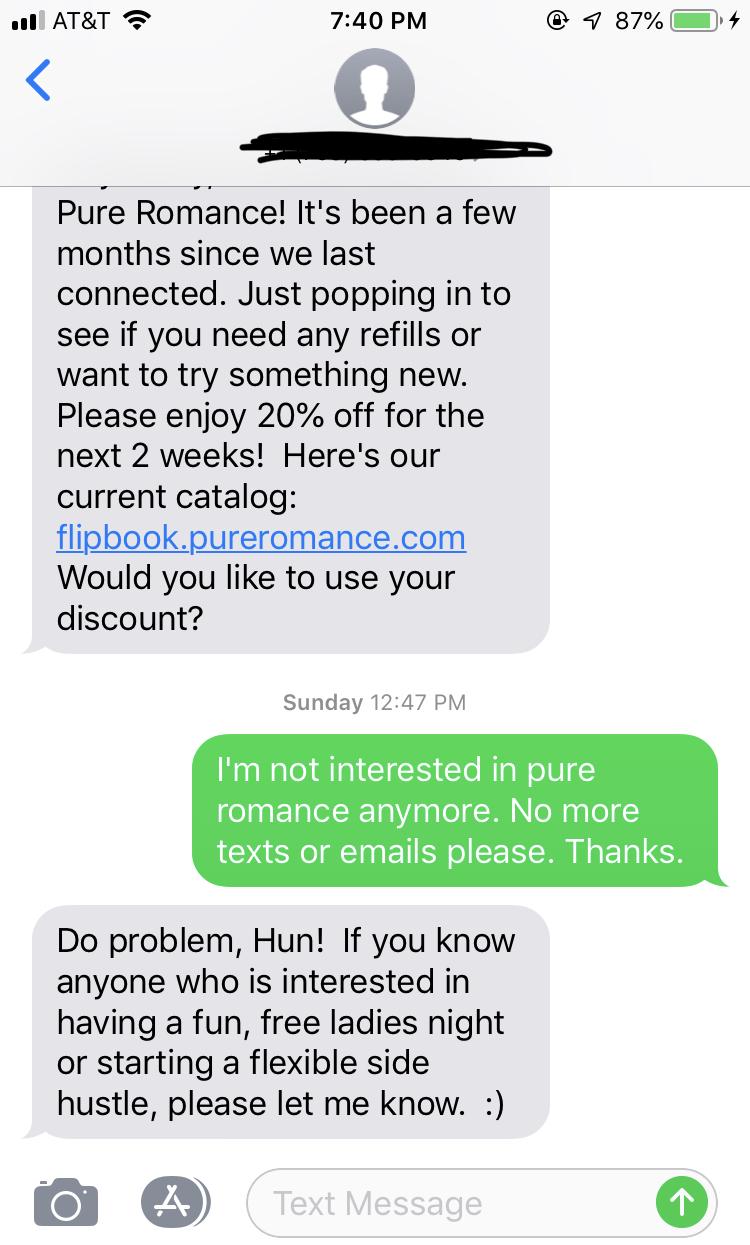 AT&T 7:40 PM 87%
Pure Romance! It's been a few
months since we last
connected. Just popping in to
see if you need any refills or
want to try something new.
Please enjoy 20% off for the
next 2 weeks!  Here's our
current catalog:
flipbook.pureromance.com
Would you like to use your
discount?
Sunday 12:47 PM
I'm not interested in pure
romance anymore. No more
texts or emails please. Thanks.
Do problem, Hun!  If you know
anyone who is interested in
having a fun, free ladies night
or starting a flexible side
hustle, please let me know.  :)
Text Message